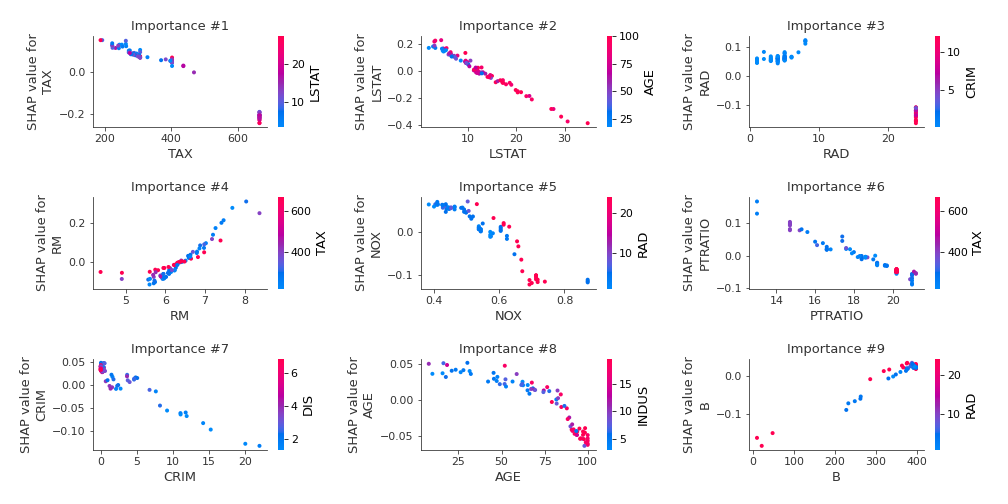 Importance #1
Importance #2
Importance #3
SHAP value for
TAX
0.0
−0.2
200
400
600
TAX
20
10
LSTAT
SHAP value for
LSTAT
0.2
0.0
−0.2
−0.4
10
20
30
LSTAT
100
75
50
25
AGE
SHAP value for
RAD
0.1
0.0
−0.1
0
10
20
RAD
10
5
CRIM
Importance #4
Importance #5
Importance #6
SHAP value for
RM
0.2
0.0
5
6
7
8
RM
600
400
TAX
SHAP value for
NOX
0.0
−0.1
0.4
0.6
0.8
NOX
20
10
RAD
SHAP value for
PTRATIO
0.1
0.0
−0.1
14
16
18
20
PTRATIO
600
400
TAX
Importance #7
Importance #8
Importance #9
SHAP value for
CRIM
0.05
0.00
−0.05
−0.10
0
5
10
15
20
CRIM
6
4
2
DIS
SHAP value for
AGE
0.05
0.00
−0.05
25
50
75
100
AGE
15
10
5
INDUS
SHAP value for
B
0.0
−0.1
0
100
200
300
400
B
20
10
RAD